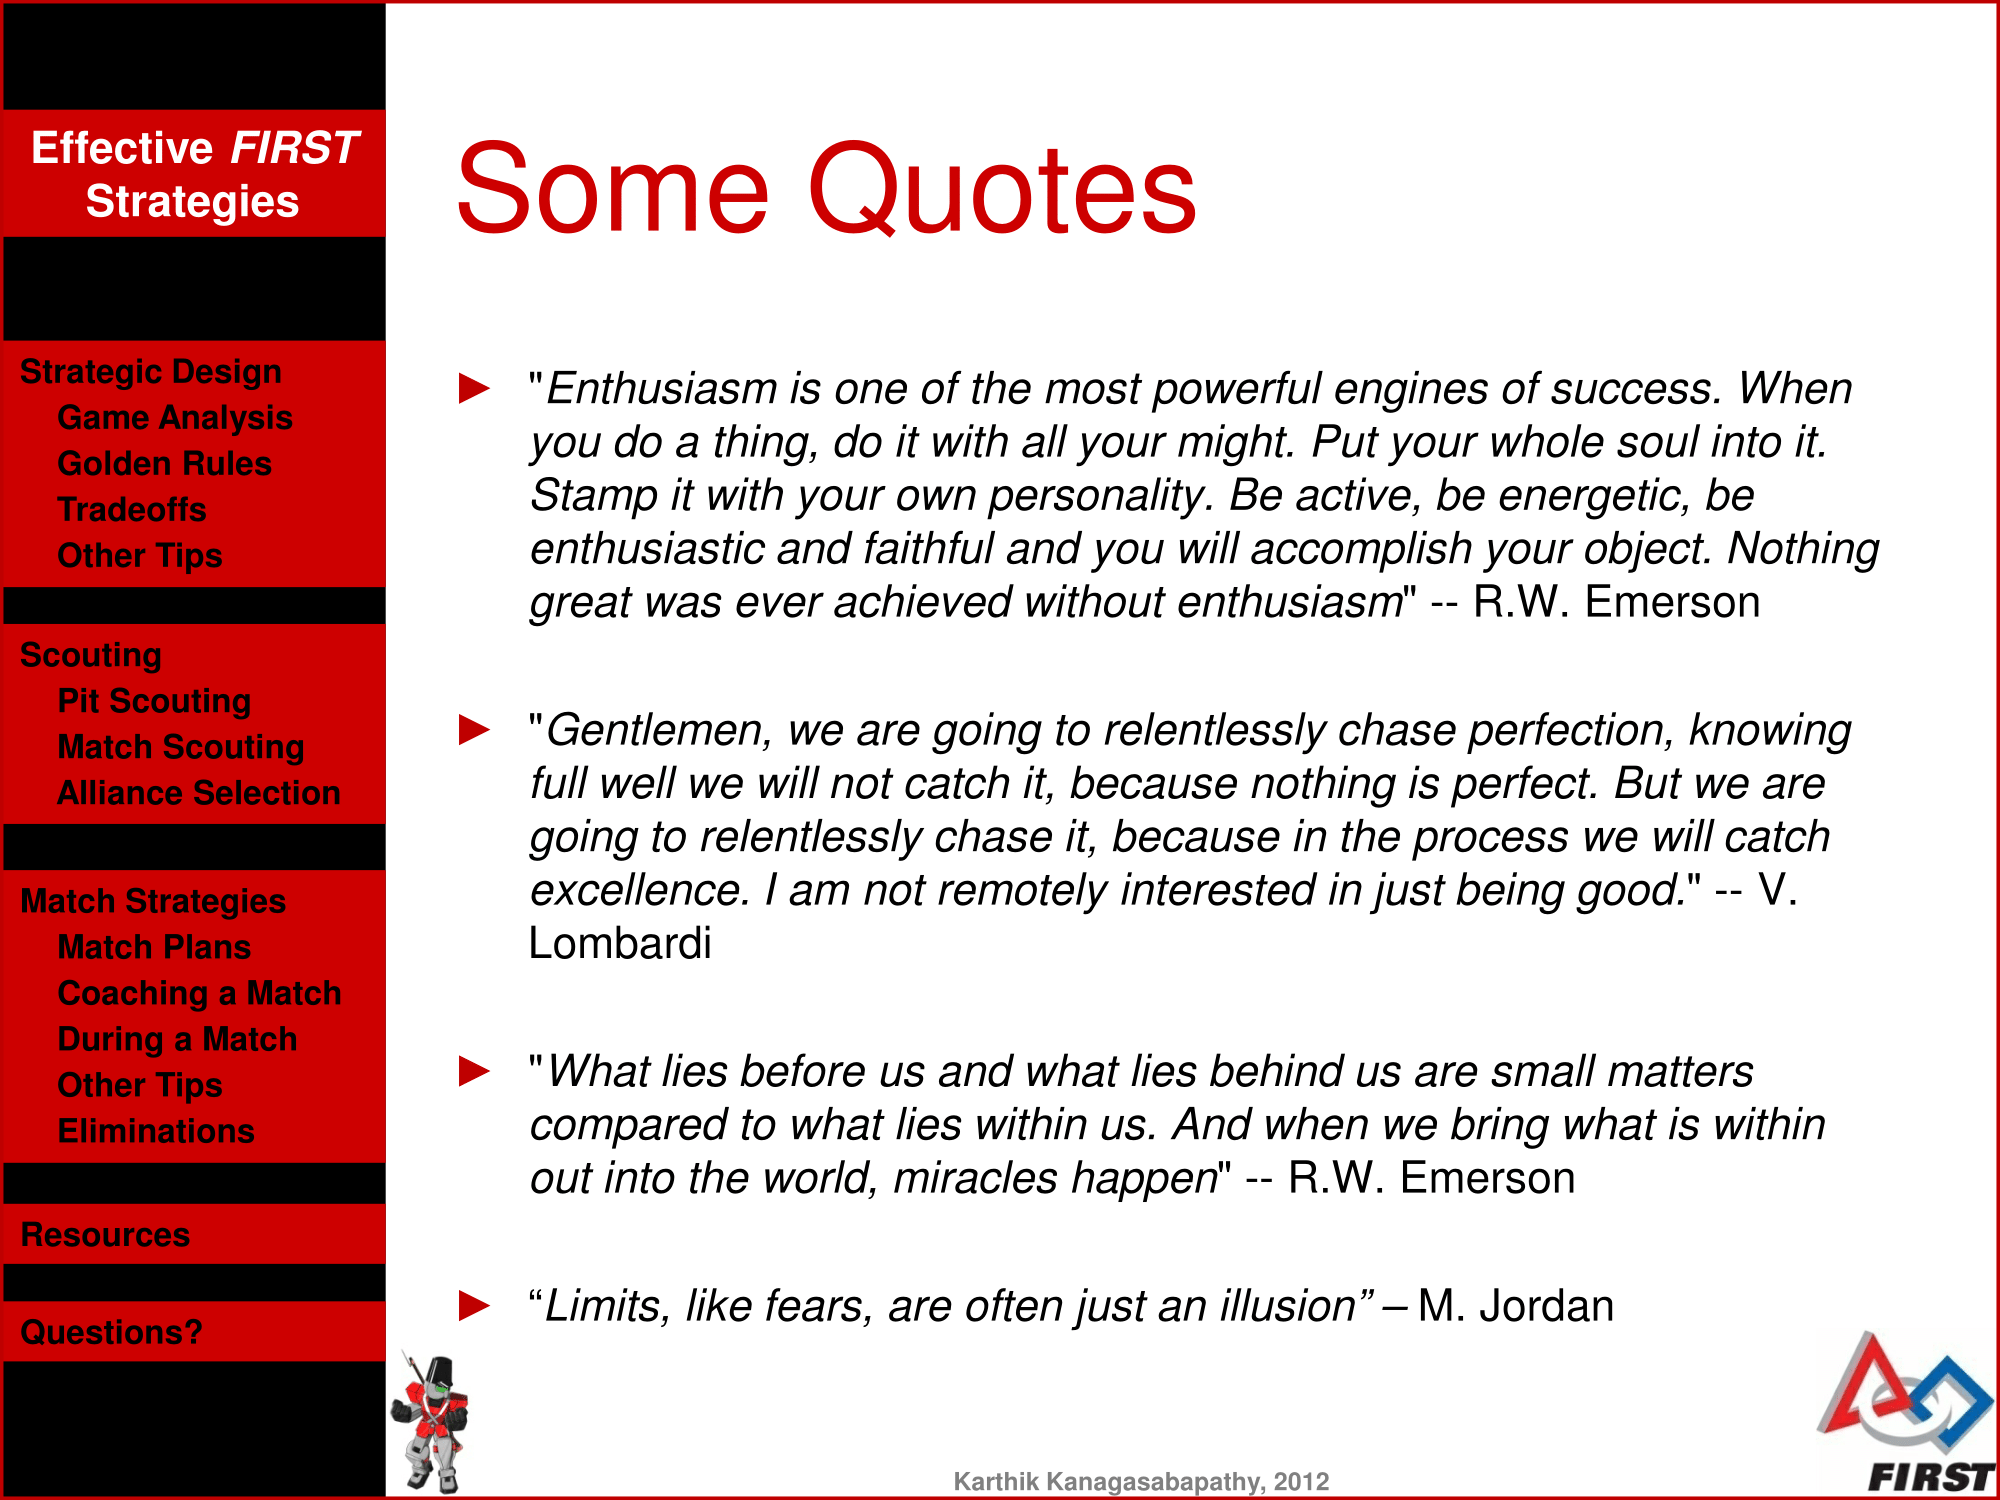 Effective FIRST
Strategies
Strategic Design
Game Analysis
Golden Rules
Tradeoffs
Other Tips
Scouting
Pit Scouting
Match Scouting
Alliance Selection
Match Strategies
Match Plans
Coaching a Match
During a Match
Other Tips
Eliminations
Resources
Questions?
Some Quotes
► "Enthusiasm is one of the most powerful engines of success. When
you do a thing, do it with all your might. Put your whole soul into it.
Stamp it with your own personality. Be active, be energetic, be
enthusiastic and faithful and you will accomplish your object. Nothing
great was ever achieved without enthusiasm" -- R.W. Emerson
► "Gentlemen, we are going to relentlessly chase perfection, knowing
full well we will not catch it, because nothing is perfect. But we are
going to relentlessly chase it, because in the process we will catch
excellence. I am not remotely interested in just being good." -- V.
Lombardi
► "What lies before us and what lies behind us are small matters
compared to what lies within us. And when we bring what is within
out into the world, miracles happen" -- R.W. Emerson
► “Limits, like fears, are often just an illusion” – M. Jordan
Karthik Kanagasabapathy, 2012
FIRST